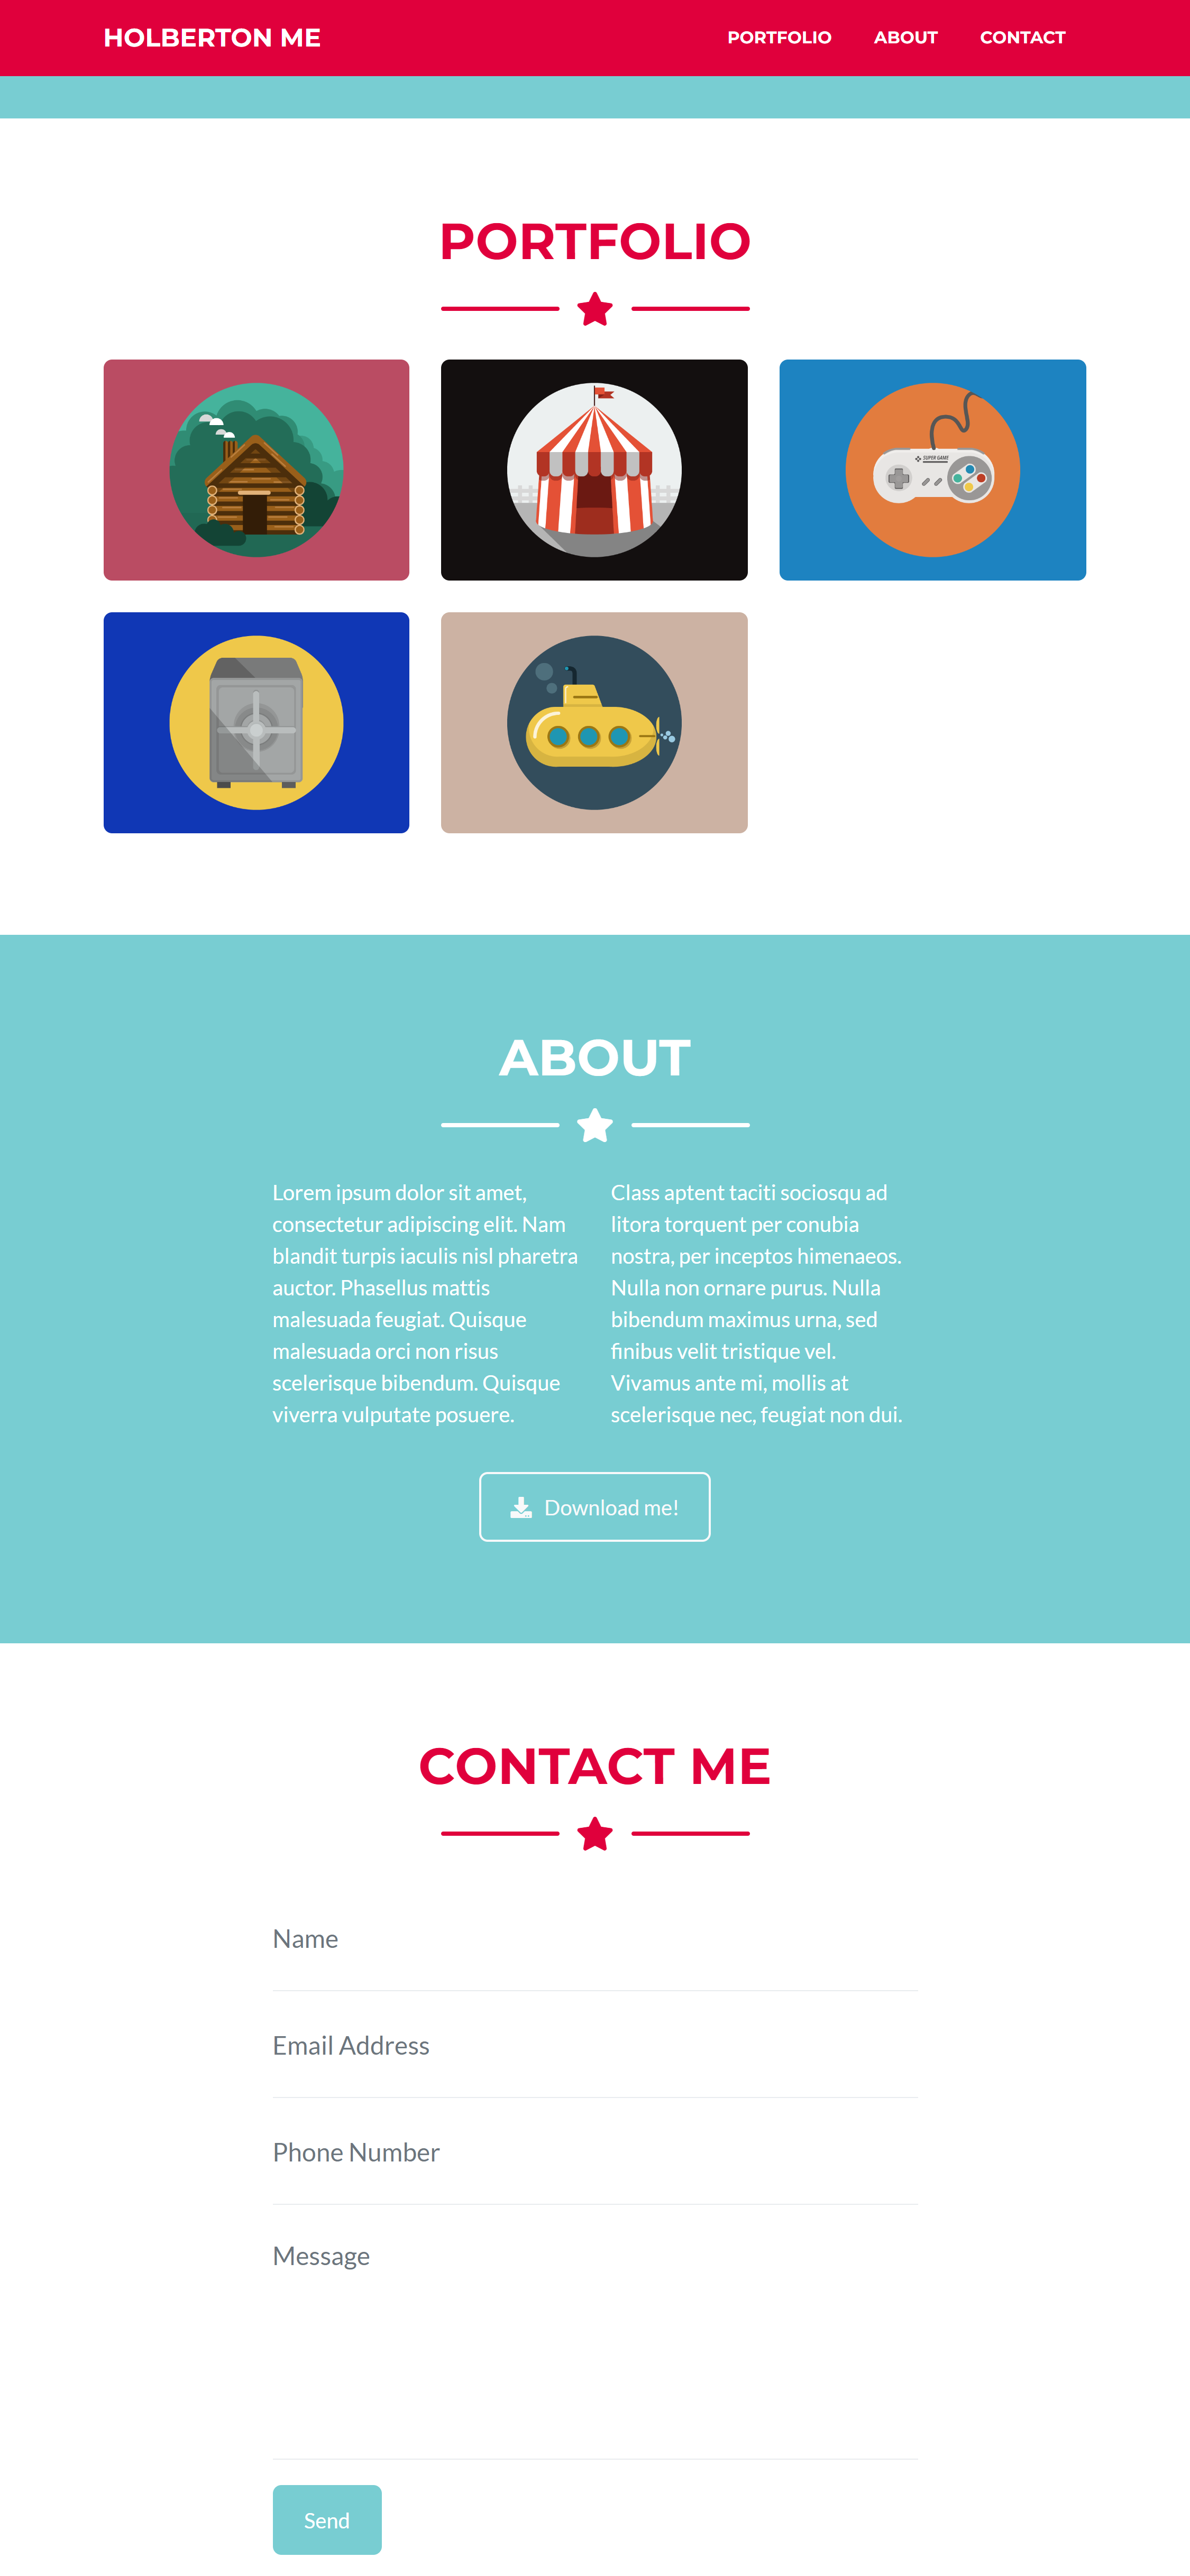 HOLBERTON ME
PORTFOLIO ABOUT CONTACT
PORTFOLIO
SUPER GAME
ABOUT
Lorem ipsum dolor sit amet,
consectetur adipiscing elit. Nam
blandit turpis iaculis nisl pharetra
auctor. Phasellus mattis
malesuada feugiat. Quisque
malesuada orci non risus
scelerisque bibendum. Quisque
viverra vulputate posuere.
Class aptent taciti sociosqu ad
litora torquent per conubia
nostra, per inceptos himenaeos.
Nulla non ornare purus. Nulla
bibendum maximus urna, sed
finibus velit tristique vel.
Vivamus ante mi, mollis at
scelerisque nec, feugiat non dui.
Download me!
CONTACT ME
Name
Email Address
Phone Number
Message
Send